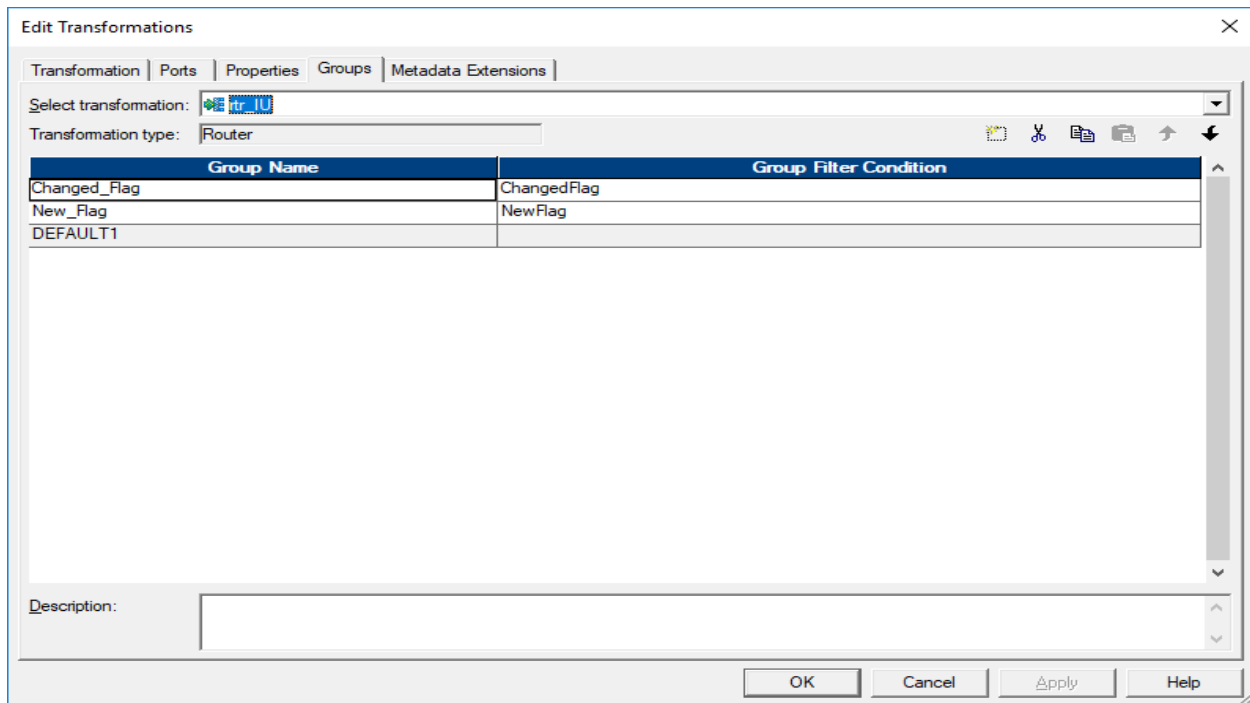 Edit Transformations
Transformation Ports Properties Groups Metadata Extensions
Select transformation: rtr_IU
Transformation type: Router
Group Name Group Filter Condition
Changed_Flag ChangedFlag
New_Flag NewFlag
DEFAULT1
Description:
OK Cancel Apply Help